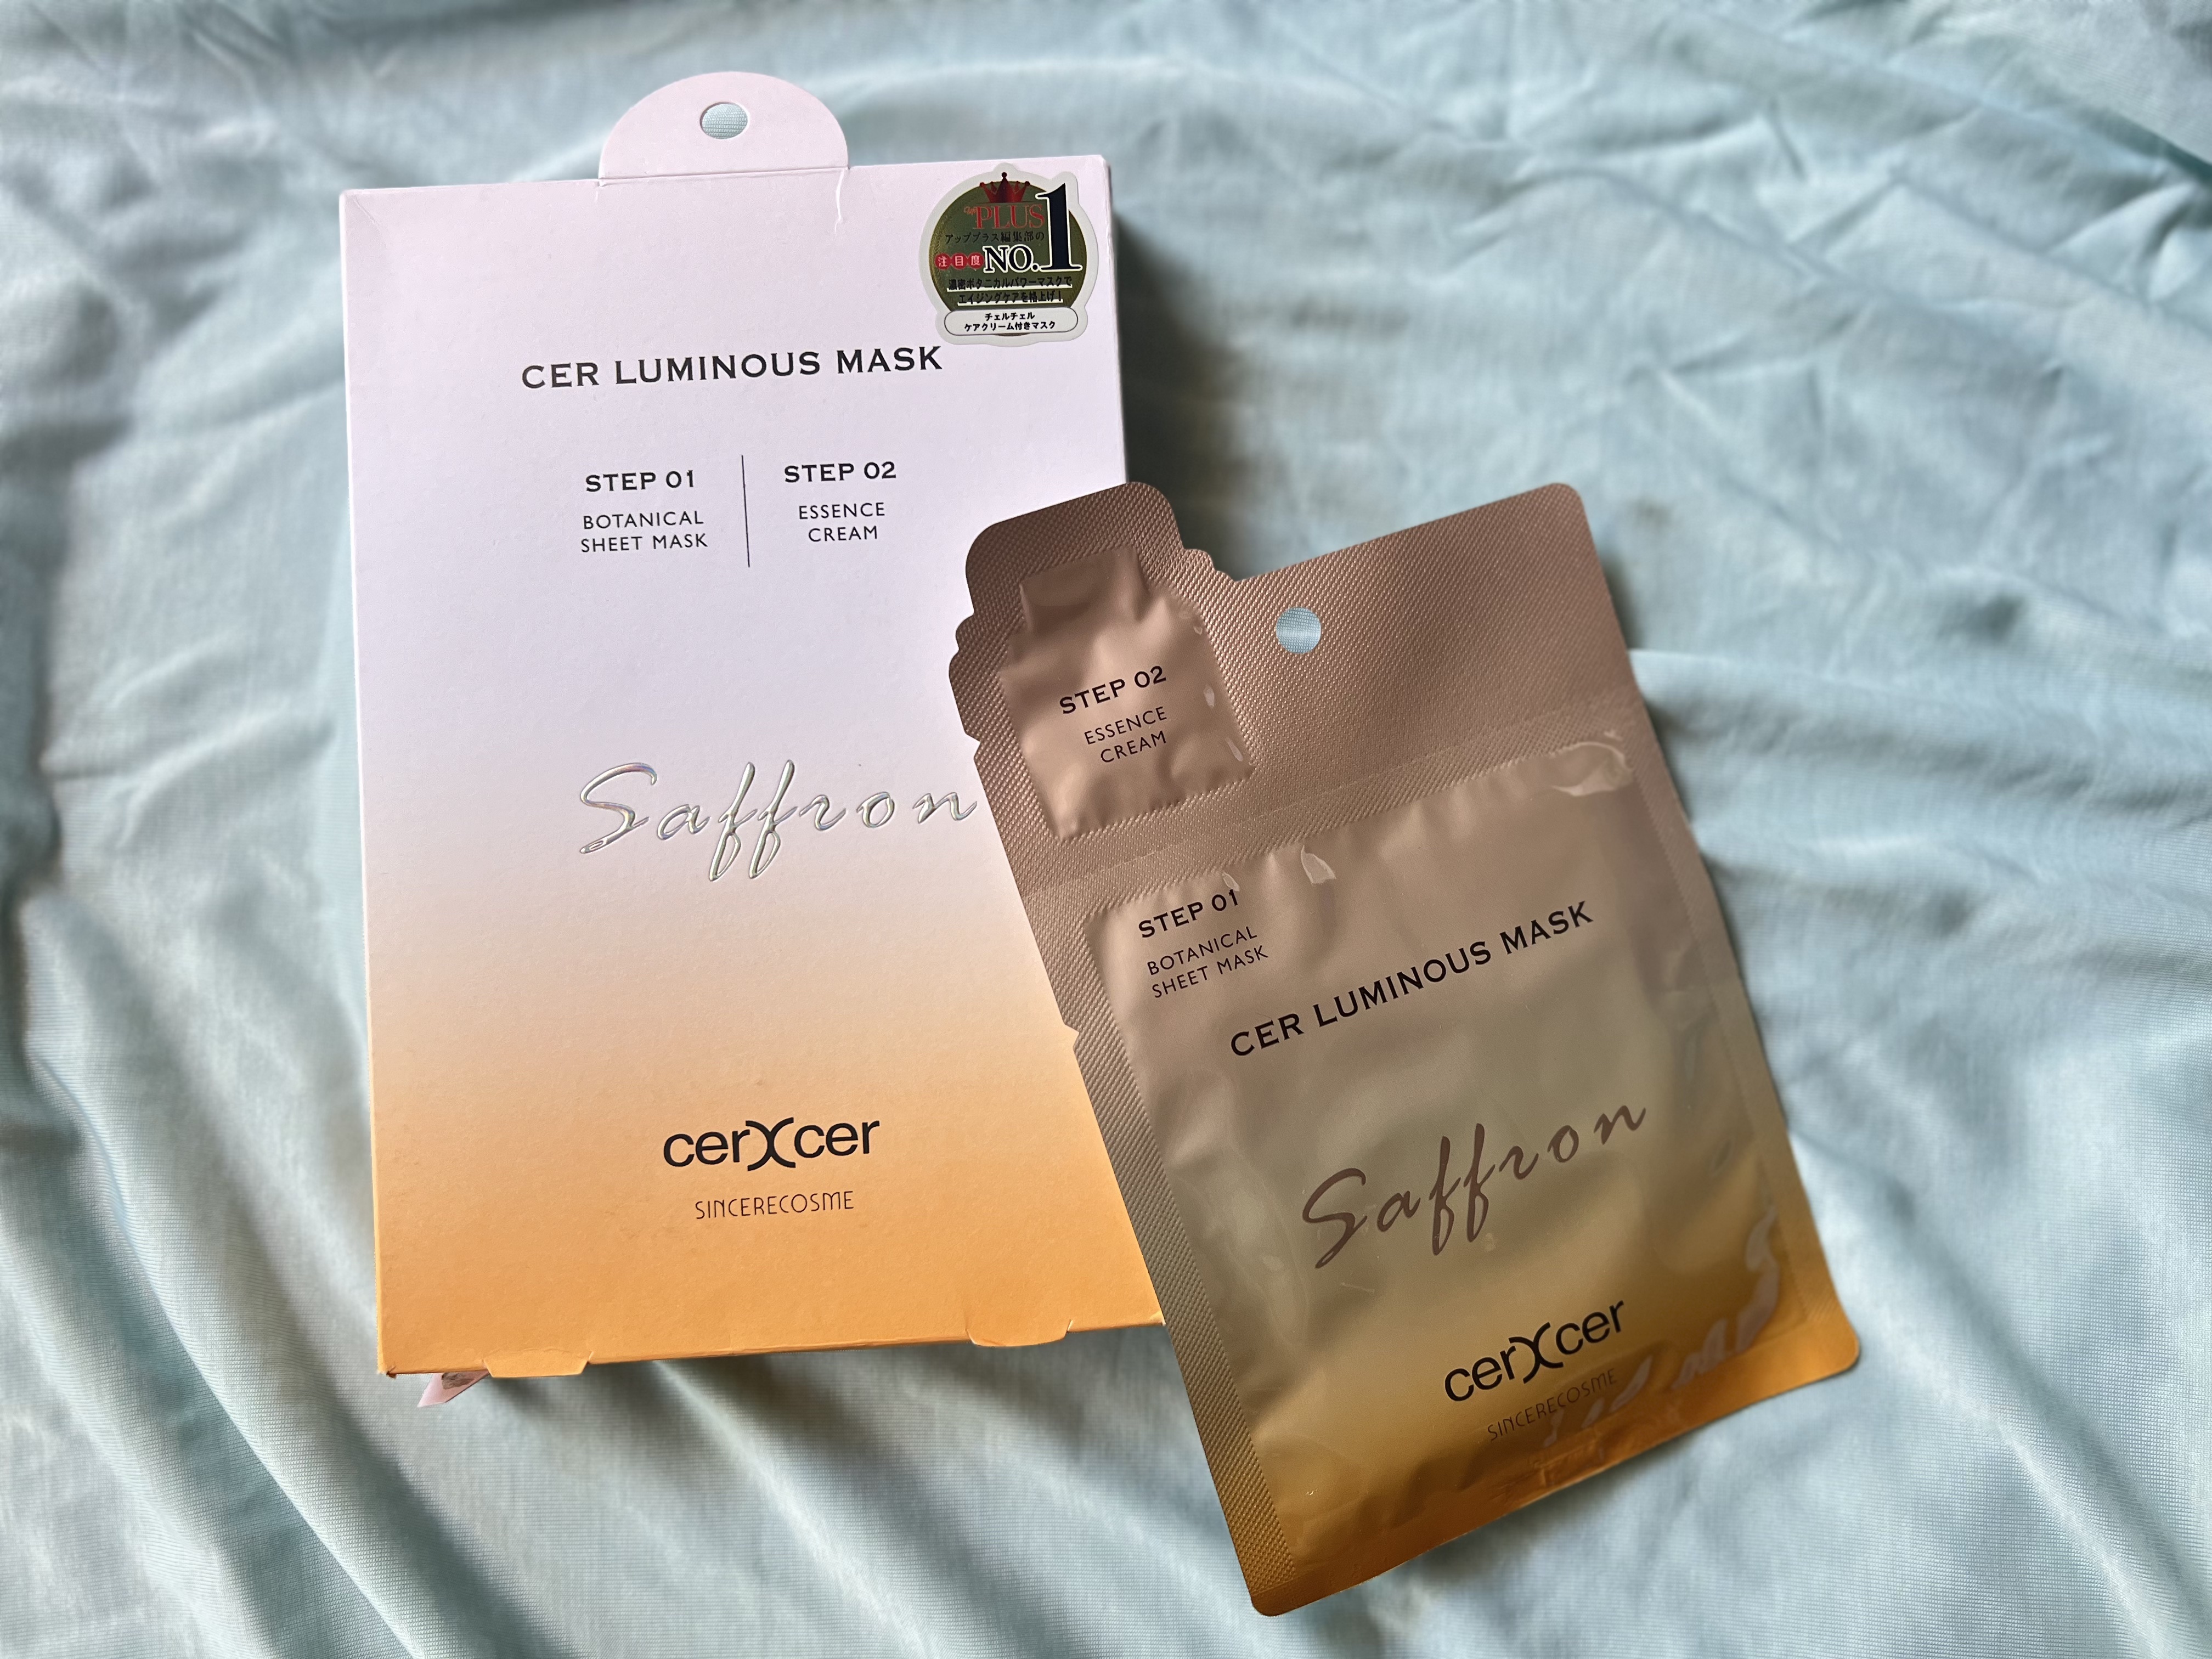 PLUS
アッププラス編集部の
注目度 NO.1
濃密ボタニカルパワーマスクで
エイジングケアを格上げ!
チェルチェル
ケアクリーム付きマスク
CER LUMINOUS MASK
STEP 01
BOTANICAL
SHEET MASK
STEP 02
ESSENCE
CREAM
Saffron
cerXcer
SINCERECOSME
STEP 02
ESSENCE
CREAM
STEP 01
BOTANICAL
SHEET MASK
CER LUMINOUS MASK
Saffron
cerXcer
SINCERECOSME